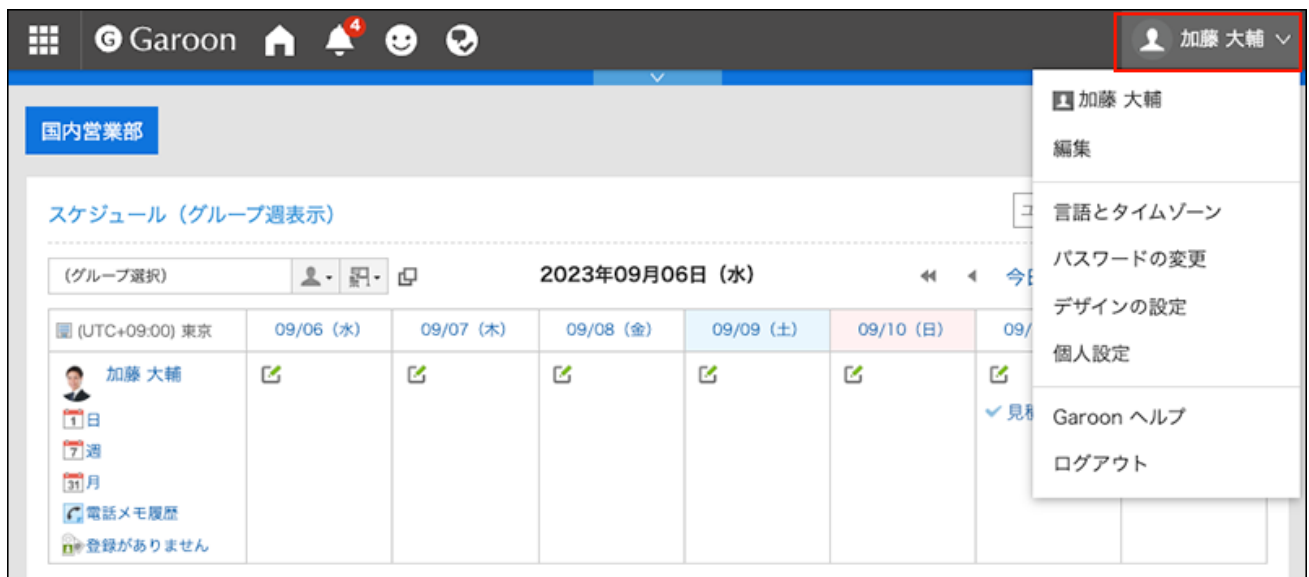 Garoon
4
加藤 大輔
加藤 大輔
編集
言語とタイムゾーン
パスワードの変更
デザインの設定
個人設定
Garoon ヘルプ
ログアウト
国内営業部
スケジュール（グループ週表示）
(グループ選択)
2023年09月06日（水）
今
(UTC+09:00) 東京
09/06（水）
09/07（木）
09/08（金）
09/09（土）
09/10（日）
09/
加藤 大輔
1 日
7 週
31 月
電話メモ履歴
登録がありません
見